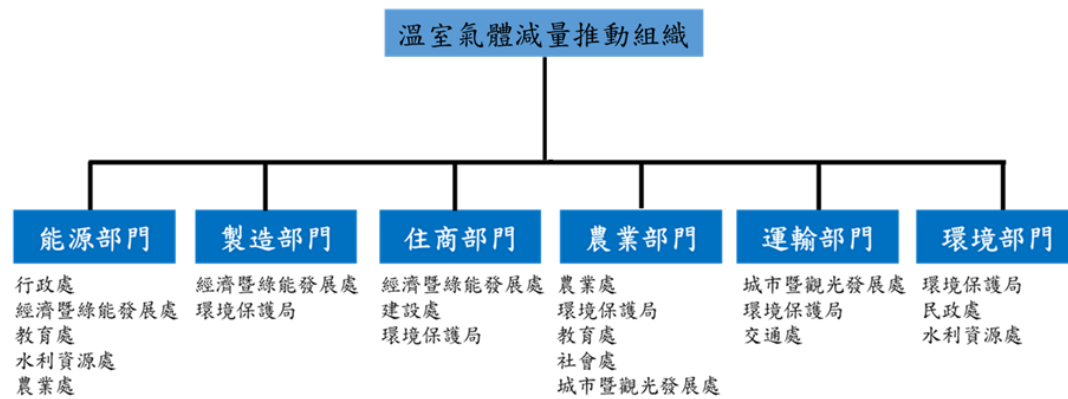 溫室氣體減量推動組織
能源部門
行政處
經濟暨綠能發展處
教育處
水利資源處
農業處
製造部門
經濟暨綠能發展處
環境保護局
住商部門
經濟暨綠能發展處
建設處
環境保護局
農業部門
農業處
環境保護局
教育處
社會處
城市暨觀光發展處
運輸部門
城市暨觀光發展處
環境保護局
交通處
環境部門
環境保護局
民政處
水利資源處